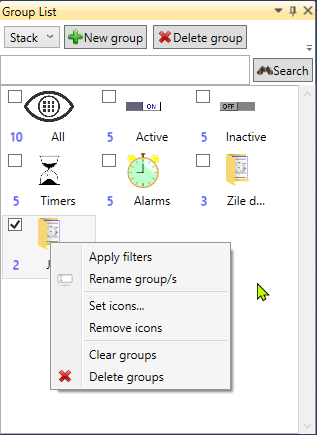 Group List
Stack New group Delete group
Search
ON OFF
10 All 5 Active 5 Inactive
5 Timers 5 Alarms 3 Zile d...
2
Apply filters
Rename group/s
Set icons...
Remove icons
Clear groups
Delete groups